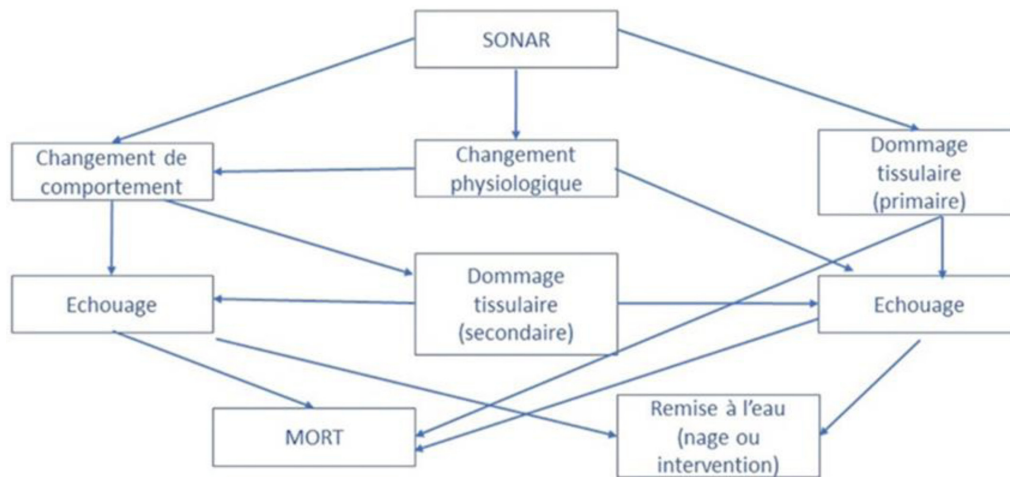 SONAR
Changement de
comportement
Changement
physiologique
Dommage
tissulaire
(primaire)
Echouage
Dommage
tissulaire
(secondaire)
Echouage
MORT
Remise à l'eau
(nage ou
intervention)